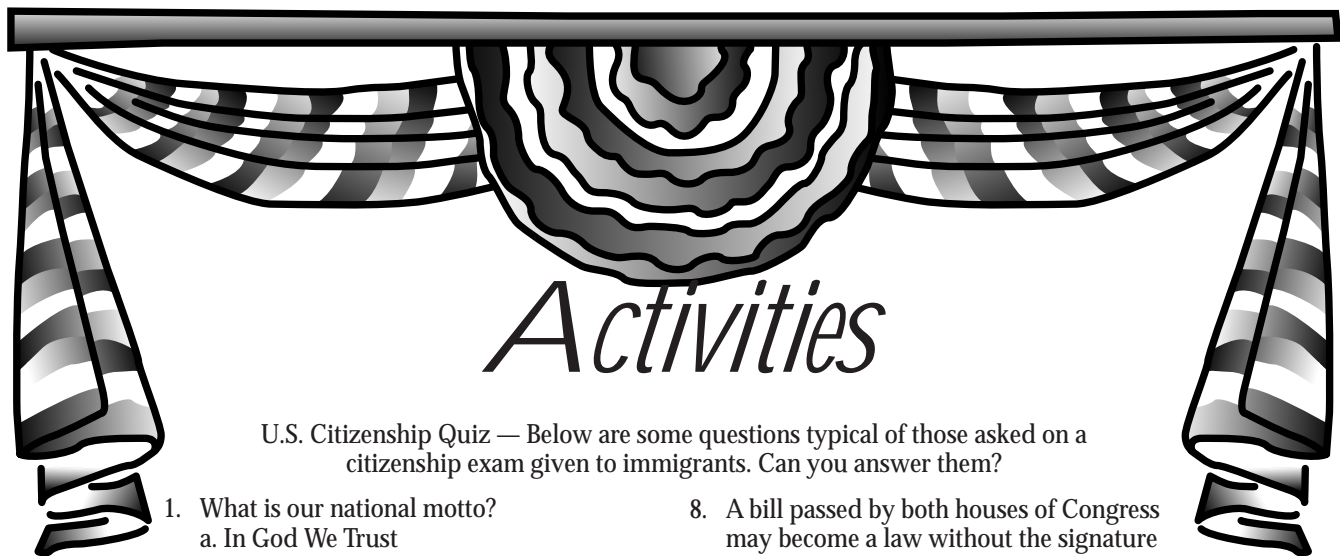 Activities
U.S. Citizenship Quiz — Below are some questions typical of those asked on a
citizenship exam given to immigrants. Can you answer them?
1. What is our national motto?
a. In God We Trust
8. A bill passed by both houses of Congress
may become a law without the signature